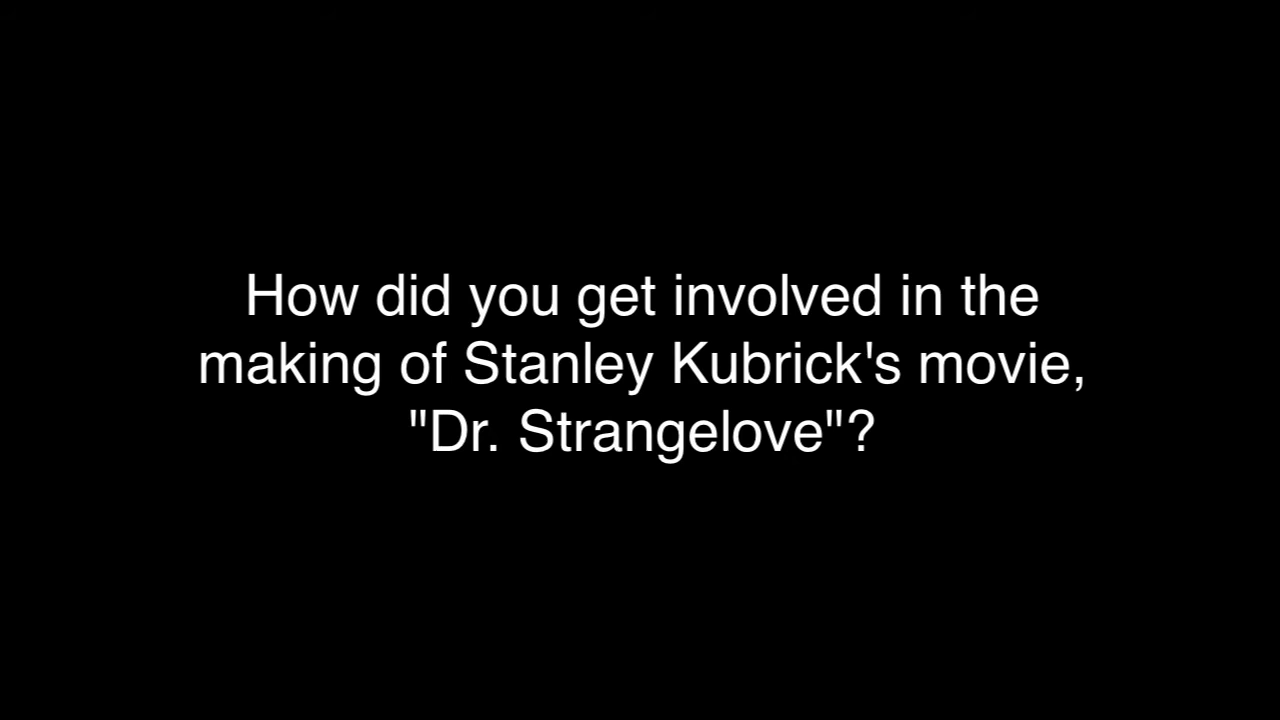 How did you get involved in the
making of Stanley Kubrick's movie,
"Dr. Strangelove"?